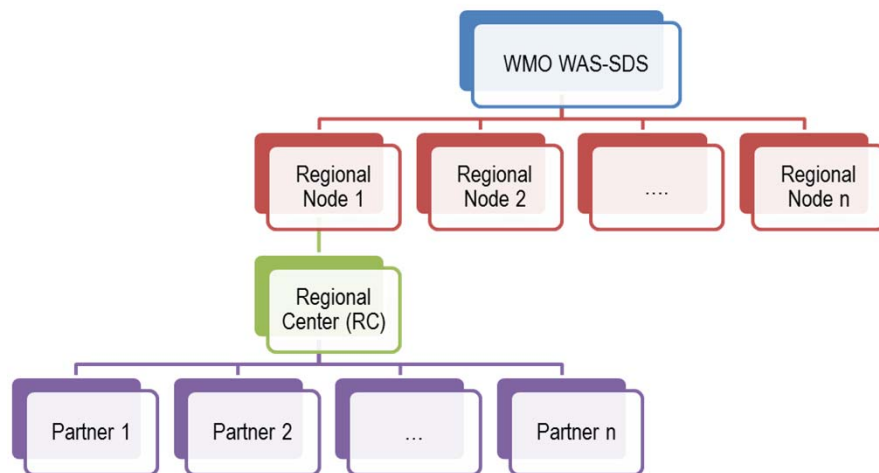 WMO WAS-SDS
Regional
Node 1
Regional
Node 2
....
Regional
Node n
Regional
Center (RC)
Partner 1
Partner 2
...
Partner n